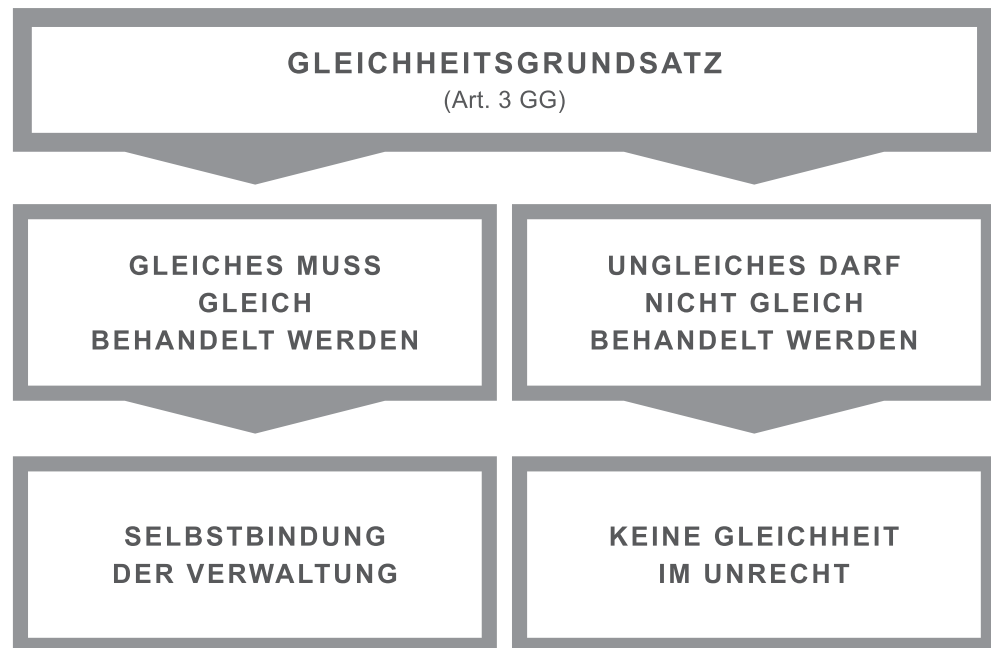 GLEICHHEITSGRUNDSATZ
(Art. 3 GG)
GLEICHES MUSS
GLEICH
BEHANDELT WERDEN
UNGLEICHES DARF
NICHT GLEICH
BEHANDELT WERDEN
SELBSTBINDUNG
DER VERWALTUNG
KEINE GLEICHHEIT
IM UNRECHT